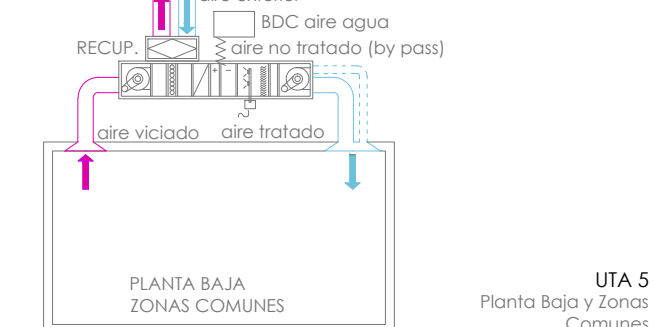 aire exterior
BDC aire agua
RECUP.
aire no tratado (by pass)
+ -
aire viciado
aire tratado
PLANTA BAJA
ZONAS COMUNES
UTA 5
Planta Baja y Zonas
Comunes